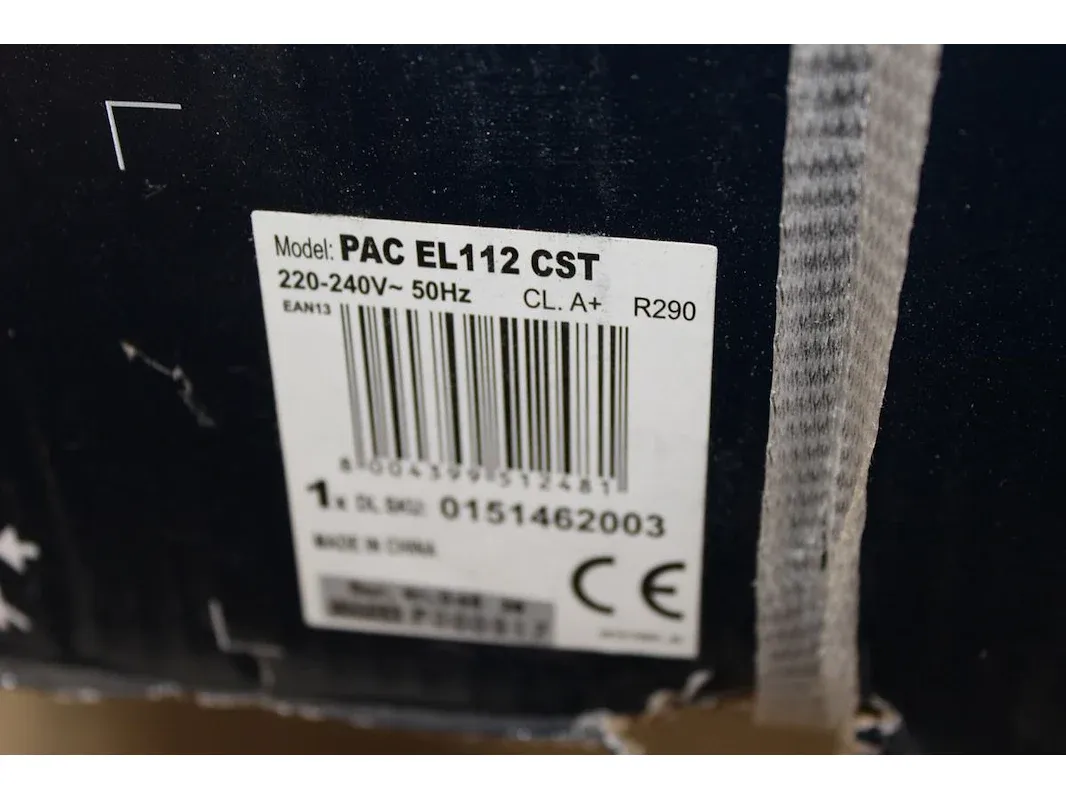 Model: PAC EL112 CST
220-240V~ 50Hz CL. A+ R290
EAN13
8 004399 512481
1x DL SKU: 0151462003
MADE IN CHINA
CE